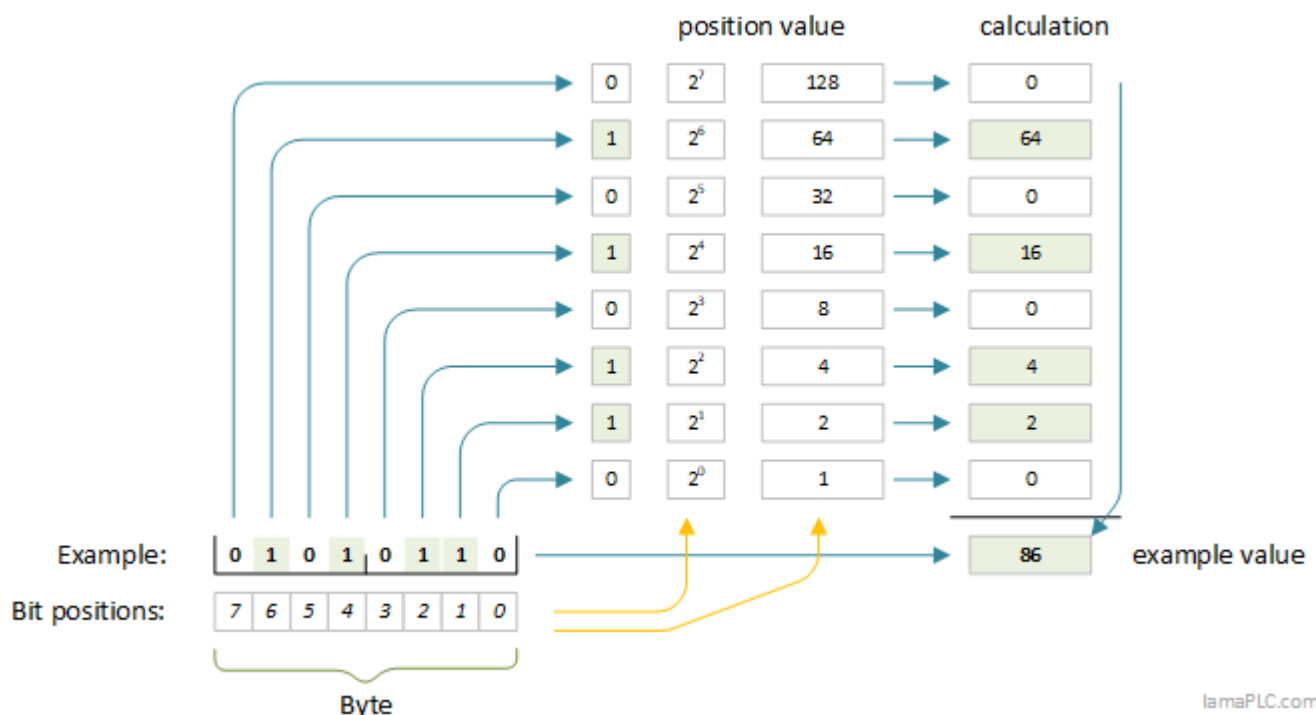 position value calculation
0 2⁷ 128 0
1 2⁶ 64 64
0 2⁵ 32 0
1 2⁴ 16 16
0 2³ 8 0
1 2² 4 4
1 2¹ 2 2
0 2⁰ 1 0
Example: 0 1 0 1 0 1 1 0 86 example value
Bit positions: 7 6 5 4 3 2 1 0
Byte
lamaPLC.com